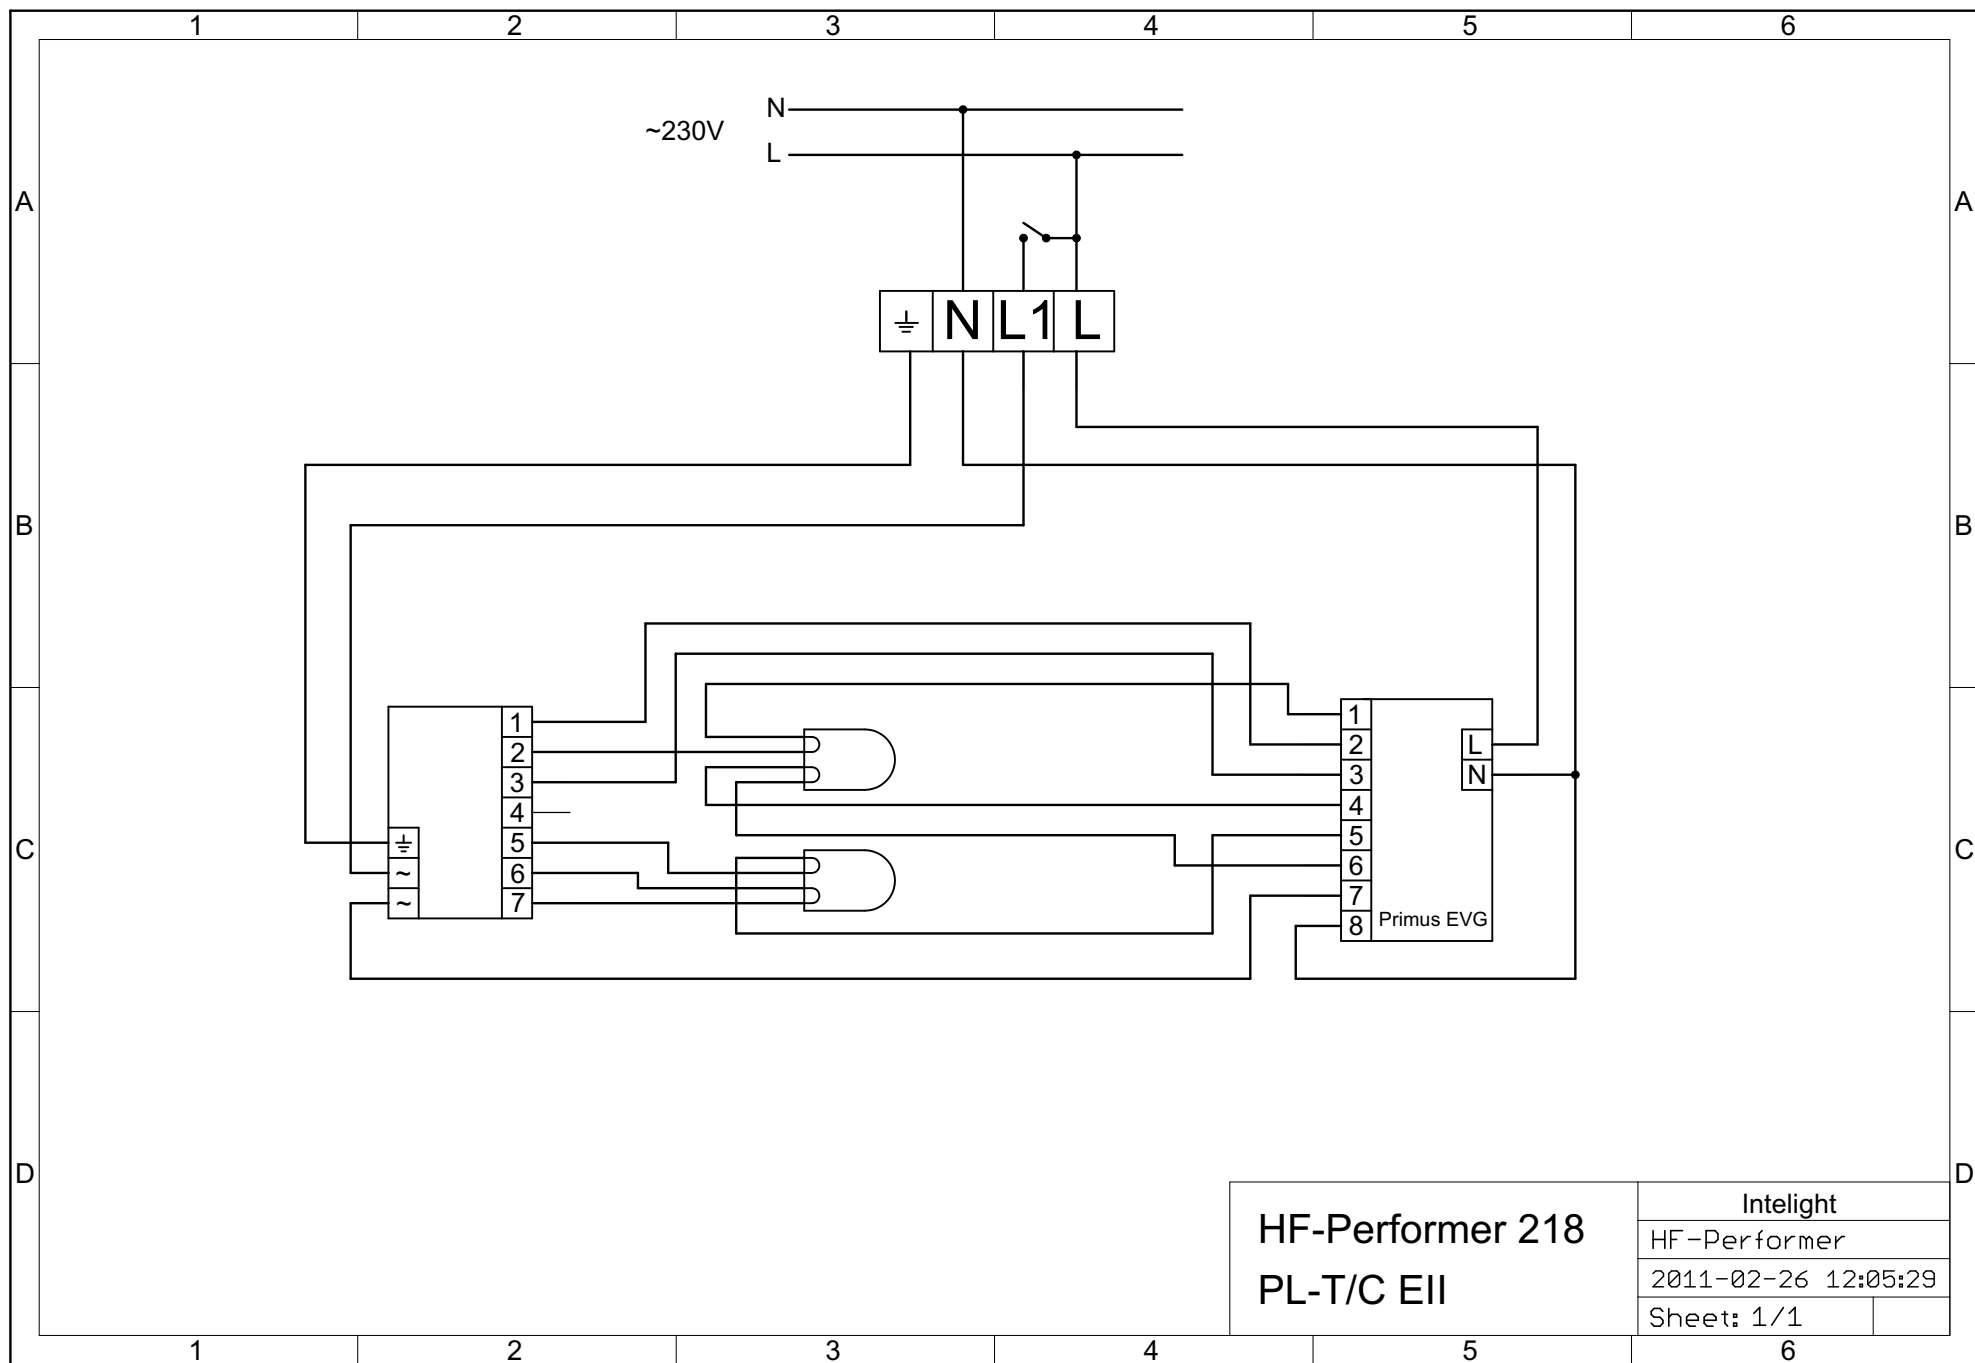 1 2 3 4 5 6
N
~230V
L
A A
N L1 L
B B
1 1
2 2 L
3 3 N
4 4
5 5
C C
~ 6 6
~ 7 7
8 Primus EVG
D D
HF-Performer 218
PL-T/C EII
Intelight
HF-Performer
2011-02-26 12:05:29
Sheet: 1/1
1 2 3 4 5 6